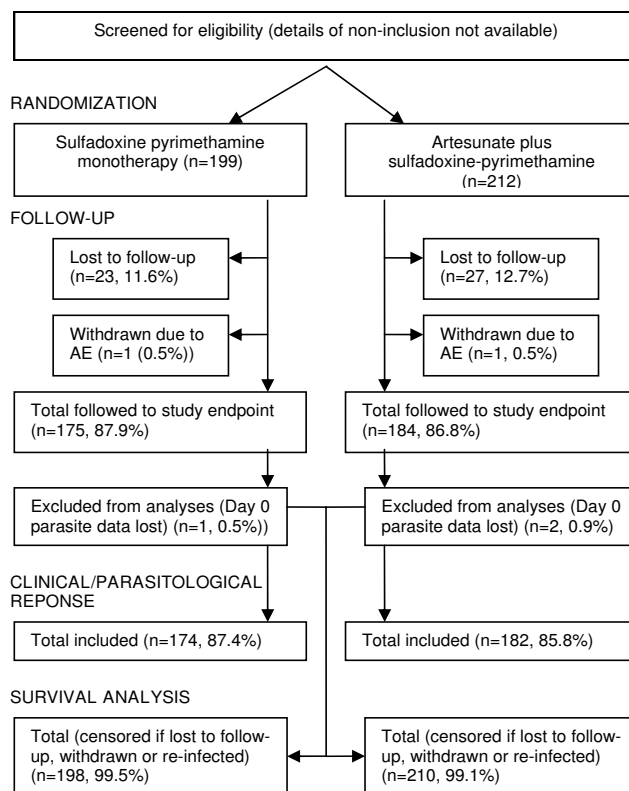 Screened for eligibility (details of non-inclusion not available)
RANDOMIZATION
Sulfadoxine pyrimethamine
monotherapy (n=199)
Artesunate plus
sulfadoxine-pyrimethamine
(n=212)
FOLLOW-UP
Lost to follow-up
(n=23, 11.6%)
Lost to follow-up
(n=27, 12.7%)
Withdrawn due to
AE (n=1 (0.5%))
Withdrawn due to
AE (n=1, 0.5%)
Total followed to study endpoint
(n=175, 87.9%)
Total followed to study endpoint
(n=184, 86.8%)
Excluded from analyses (Day 0
parasite data lost) (n=1, 0.5%))
Excluded from analyses (Day 0
parasite data lost) n=2, 0.9%
CLINICAL/PARASITOLOGICAL
REPONSE
Total included (n=174, 87.4%)
Total included (n=182, 85.8%)
SURVIVAL ANALYSIS
Total (censored if lost to follow-
up, withdrawn or re-infected)
(n=198, 99.5%)
Total (censored if lost to follow-
up, withdrawn or re-infected)
(n=210, 99.1%)